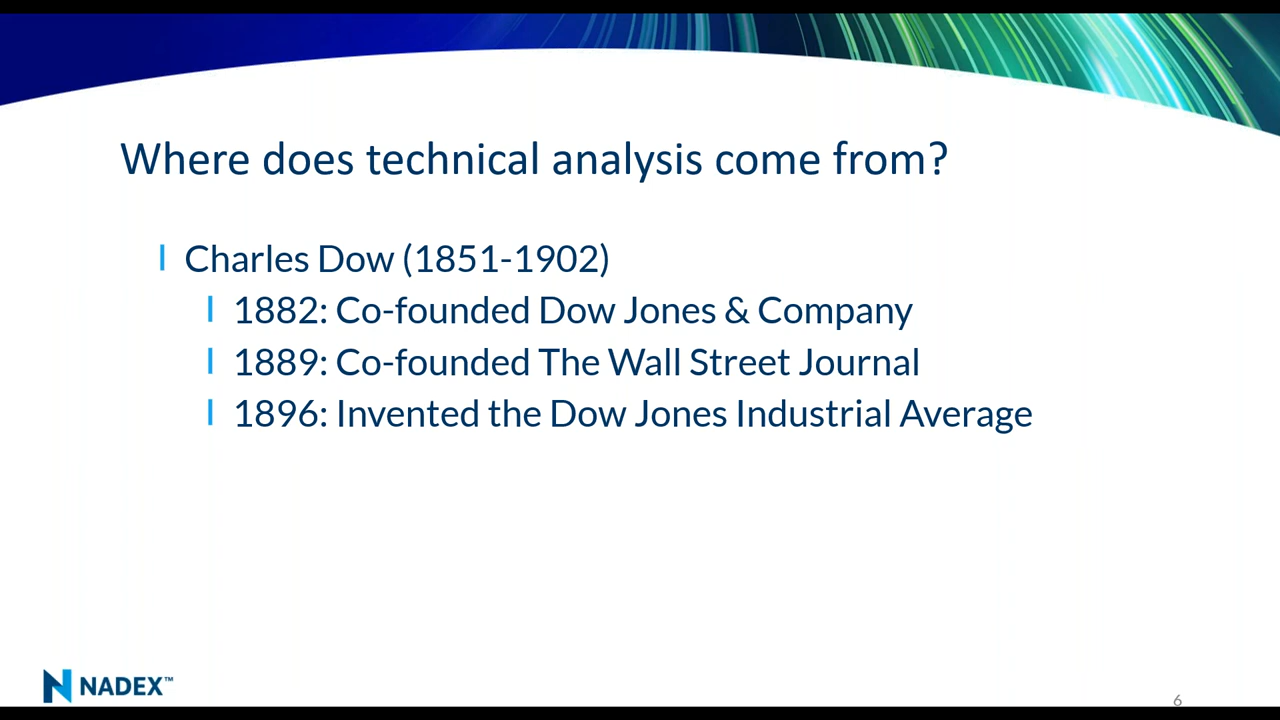 Where does technical analysis come from?
Charles Dow (1851-1902)
1882: Co-founded Dow Jones & Company
1889: Co-founded The Wall Street Journal
1896: Invented the Dow Jones Industrial Average
NADEX™
6